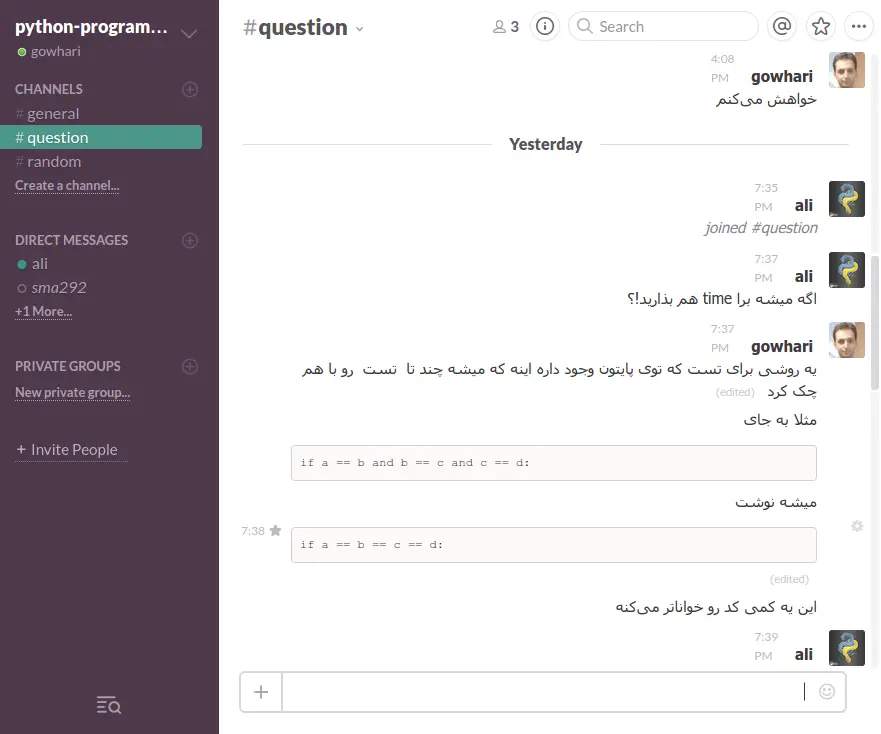 python-program...
gowhari
CHANNELS
# general
# question
# random
Create a channel...
DIRECT MESSAGES
ali
sma292
+1 More...
PRIVATE GROUPS
New private group...
+ Invite People
#question
3
Search
4:08 PM gowhari
خواهش می‌کنم
Yesterday
7:35 PM ali
joined #question
7:37 PM ali
اگه میشه برا time هم بذارید!؟
7:37 PM gowhari
یه روشی برای تست که توی پایتون وجود داره اینه که میشه چند تا تست رو با هم
چک کرد (edited)
مثلا به جای
if a == b and b == c and c == d:
میشه نوشت
7:38
if a == b == c == d:
(edited)
این یه کمی کد رو خواناتر می‌کنه
7:39 PM ali